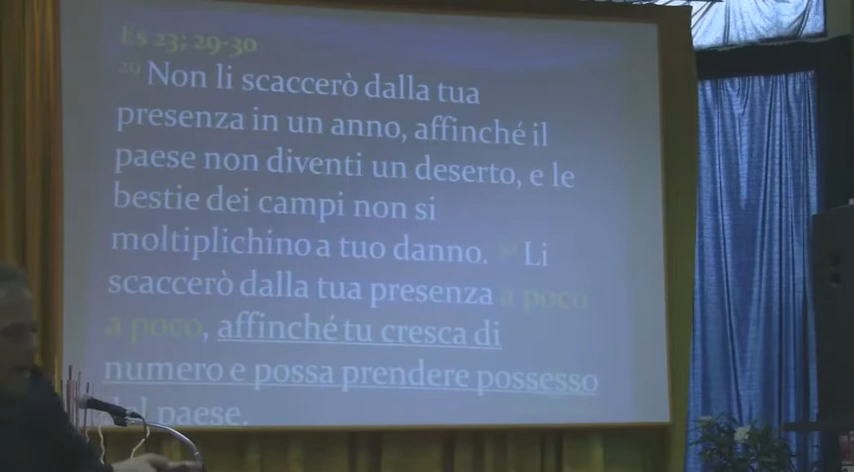 Es 23; 29-30
29 Non li scaccerò dalla tua
presenza in un anno, affinché il
paese non diventi un deserto, e le
bestie dei campi non si
moltiplichino a tuo danno. Li
scaccerò dalla tua presenza a poco
a poco, affinché tu cresca di
numero e possa prendere possesso
del paese.